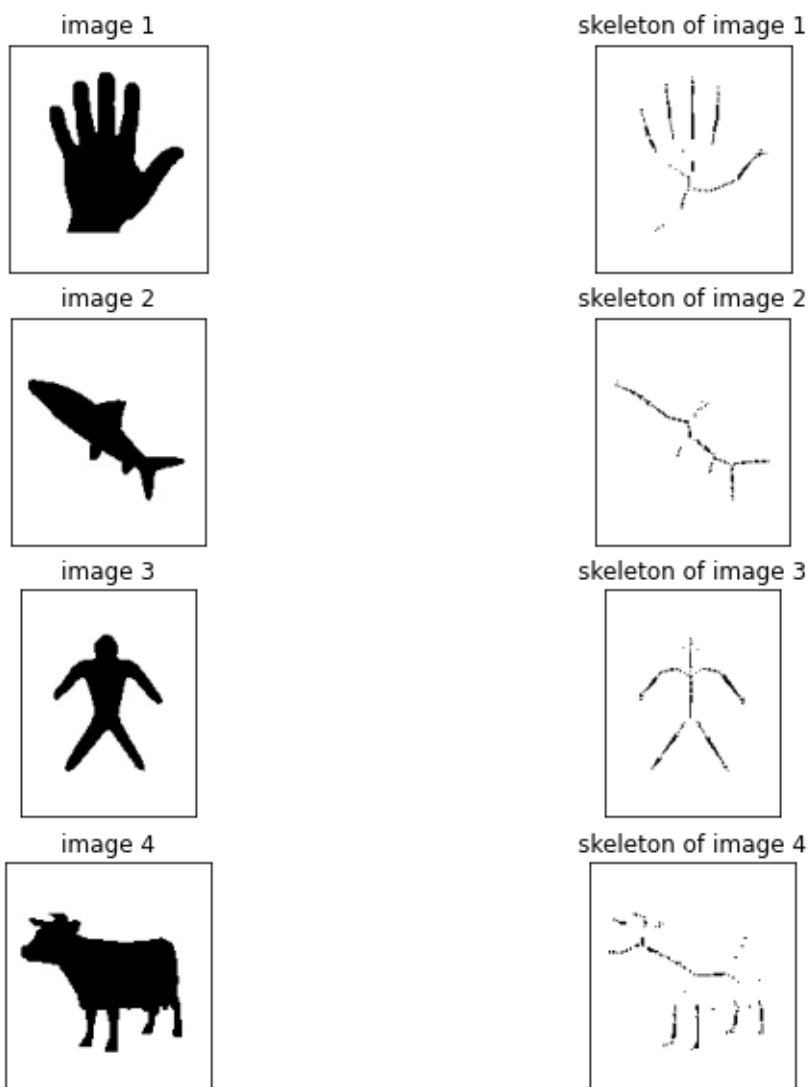 image 1
skeleton of image 1
image 2
skeleton of image 2
image 3
skeleton of image 3
image 4
skeleton of image 4